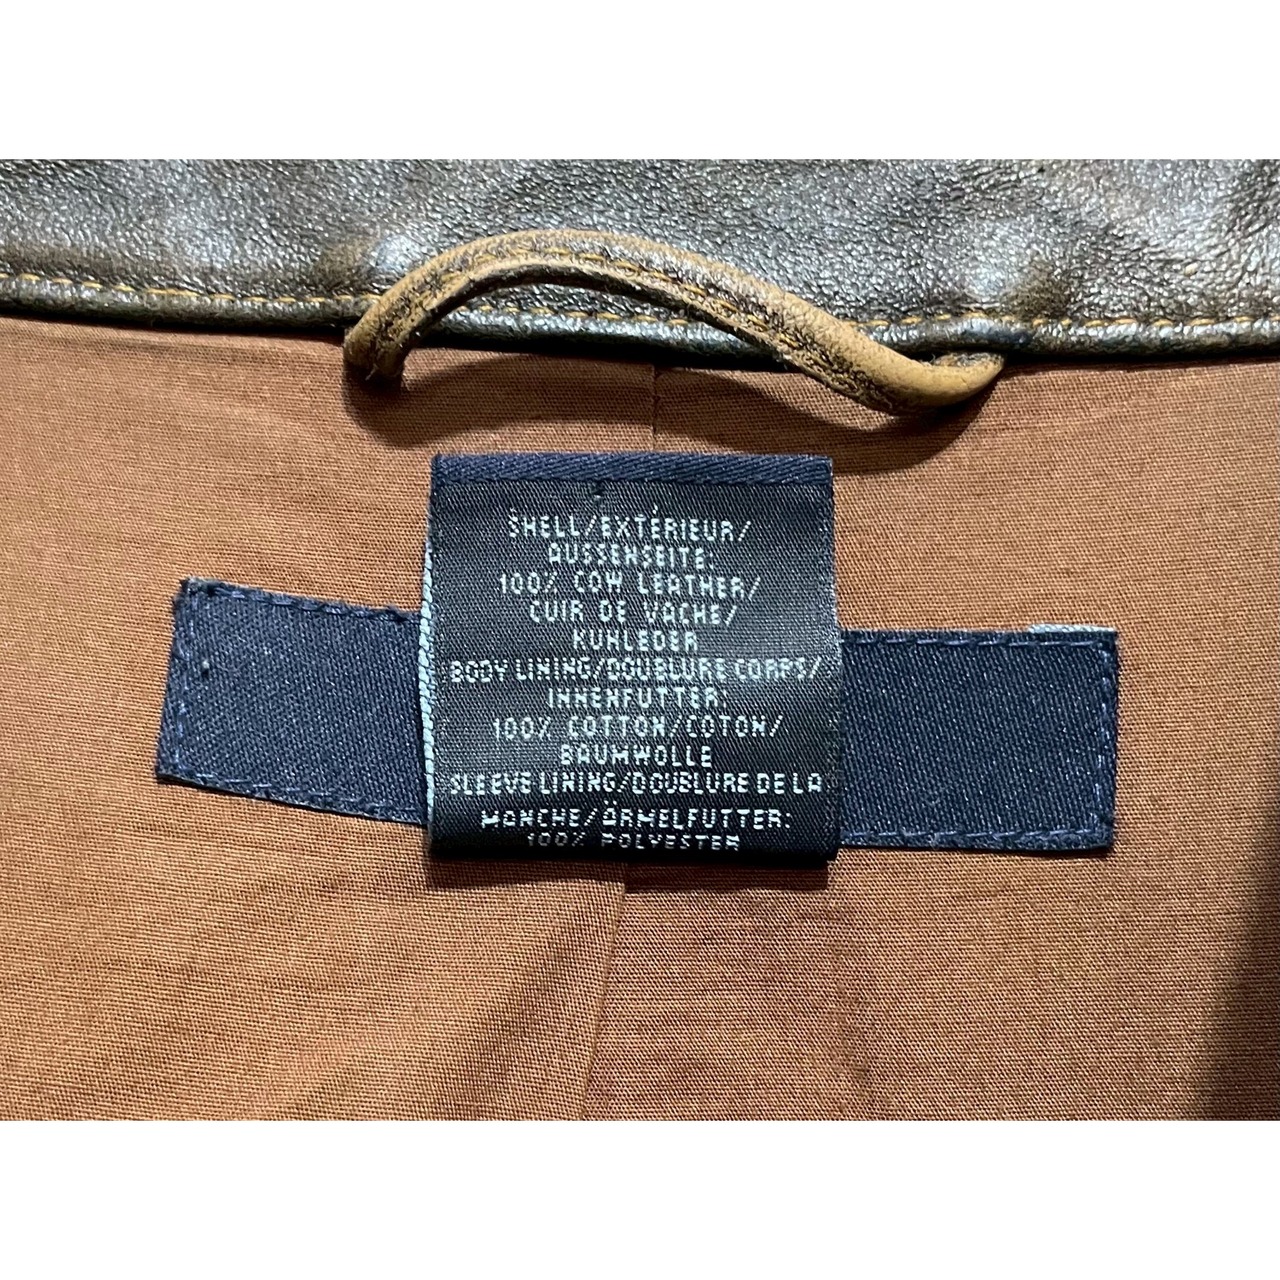 SHELL/EXTÉRIEUR/
AUSSENSEITE:
100% COW LEATHER/
CUIR DE VACHE/
KUHLEDER
BODY LINING/DOUBLURE CORPS/
INNENFUTTER:
100% COTTON/COTON/
BAUMWOLLE
SLEEVE LINING/DOUBLURE DE LA
MANCHE/ÄRMELFUTTER:
100% POLYESTER